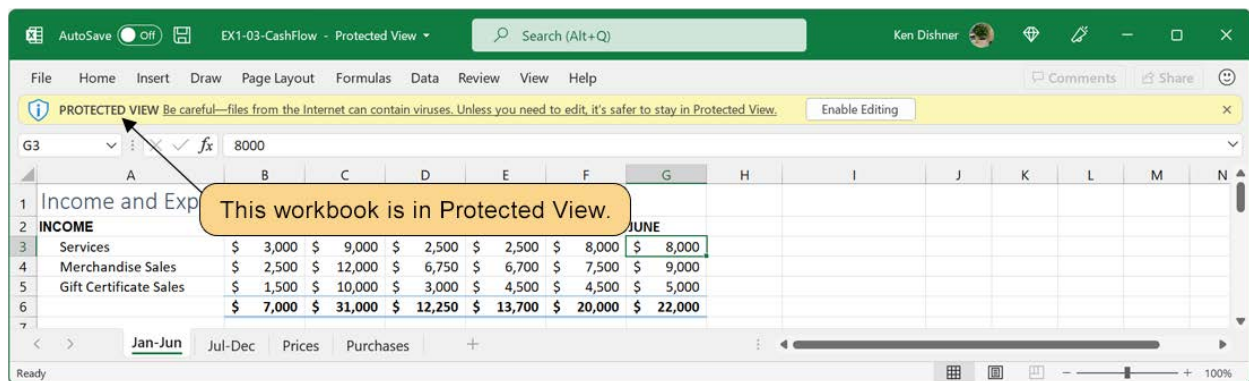 AutoSave Off EX1-03-CashFlow - Protected View Search (Alt+Q) Ken Dishner
File Home Insert Draw Page Layout Formulas Data Review View Help Comments Share
PROTECTED VIEW Be careful—files from the Internet can contain viruses. Unless you need to edit, it's safer to stay in Protected View. Enable Editing
G3 fx 8000
A B C D E F G H I J K L M N
1 Income and Exp
This workbook is in Protected View.
2 INCOME JUNE
3 Services $ 3,000 $ 9,000 $ 2,500 $ 2,500 $ 8,000 $ 8,000
4 Merchandise Sales $ 2,500 $ 12,000 $ 6,750 $ 6,700 $ 7,500 $ 9,000
5 Gift Certificate Sales $ 1,500 $ 10,000 $ 3,000 $ 4,500 $ 4,500 $ 5,000
6 $ 7,000 $ 31,000 $ 12,250 $ 13,700 $ 20,000 $ 22,000
7
Jan-Jun Jul-Dec Prices Purchases
Ready 100%